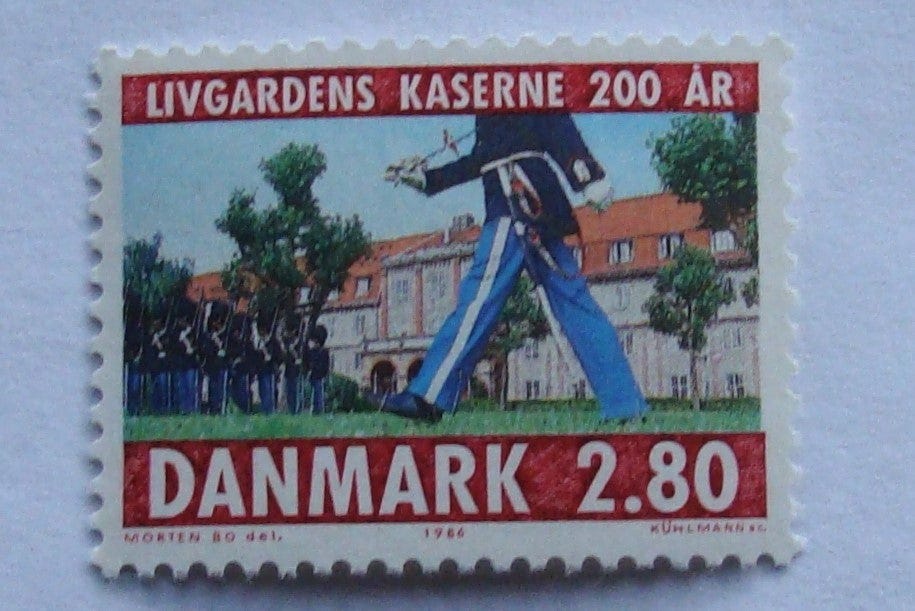 LIVGARDENS KASERNE 200 ÅR
DANMARK 2.80
MORTEN BO del. 1986 KÜHLMANN sc.